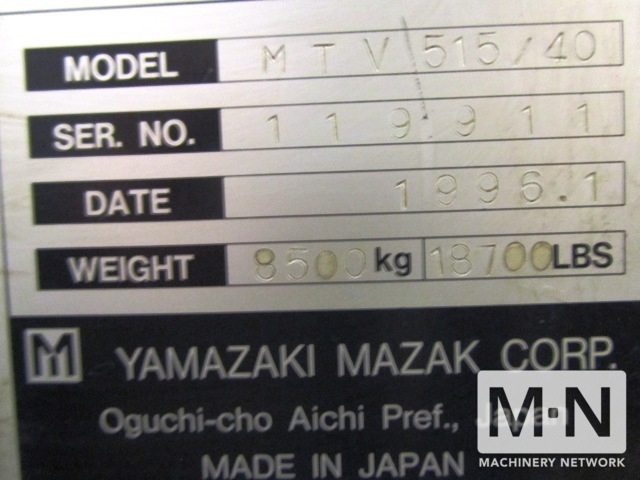 MODEL MTV 515/40
SER. NO. 119911
DATE 1996.1
WEIGHT 8500 kg 18700 LBS
M YAMAZAKI MAZAK CORP.
Oguchi-cho Aichi Pref., Japan
MADE IN JAPAN
M·N
MACHINERY NETWORK